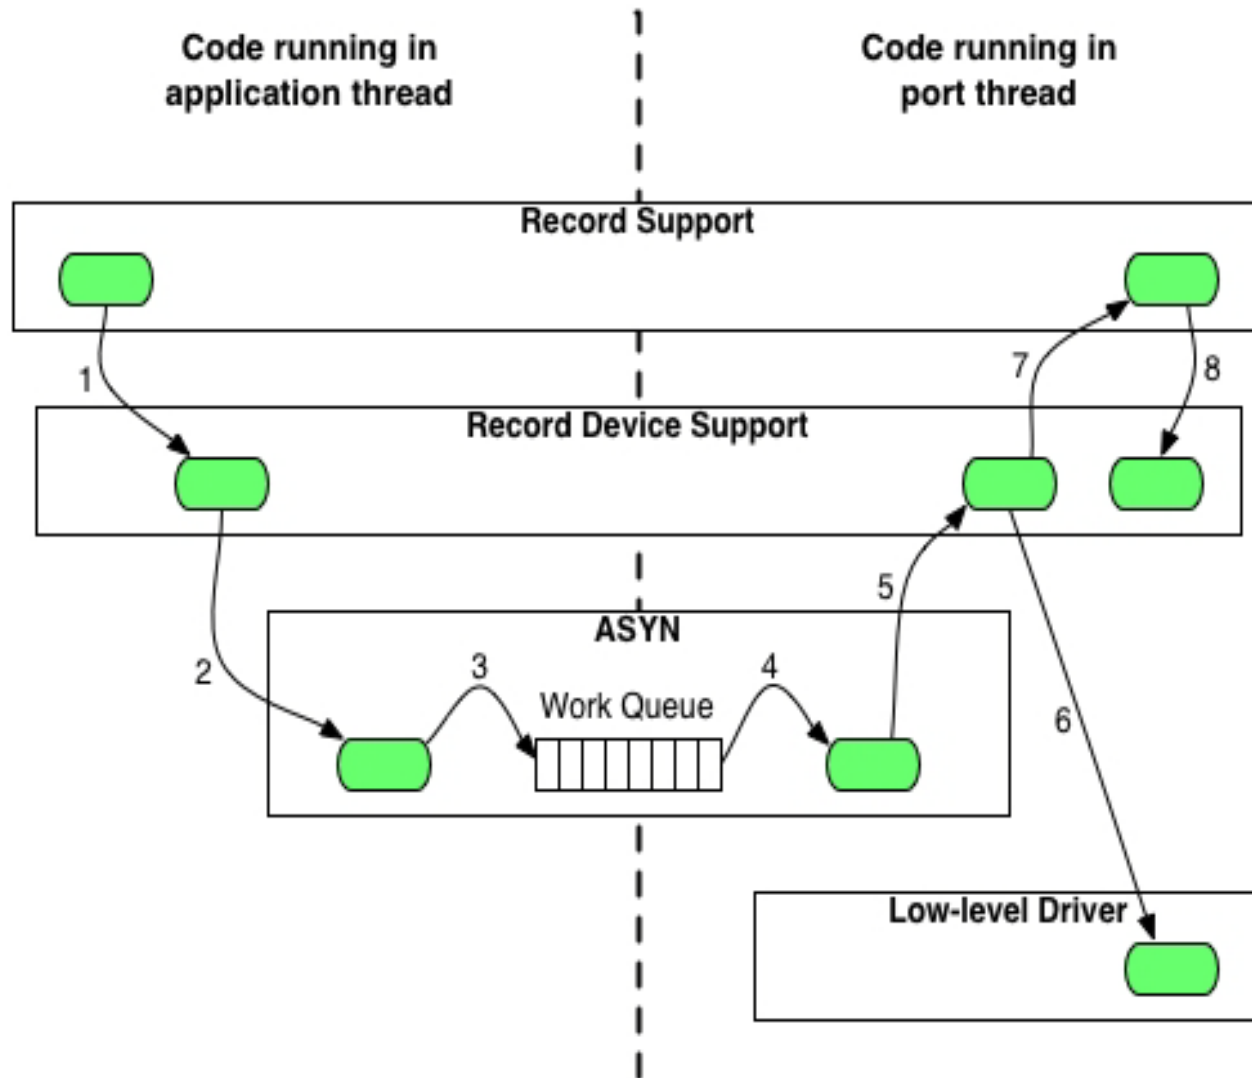 Code running in
application thread
Code running in
port thread
Record Support
1
7
8
Record Device Support
2
5
ASYN
3
4
Work Queue
6
Low-level Driver